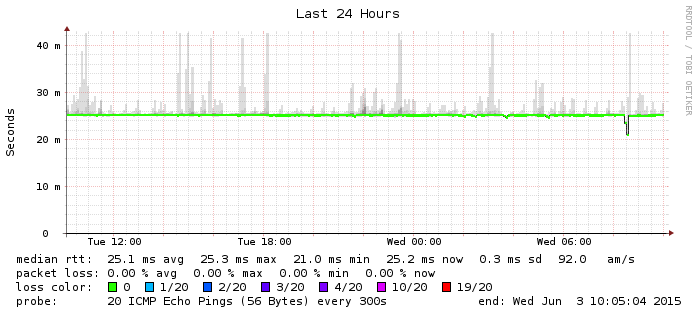 Last 24 Hours
RRDTOOL / TOBI OETIKER
Seconds
40 m
30 m
20 m
10 m
0
Tue 12:00 Tue 18:00 Wed 00:00 Wed 06:00
median rtt: 25.1 ms avg 25.3 ms max 21.0 ms min 25.2 ms now 0.3 ms sd 92.0 am/s
packet loss: 0.00 % avg 0.00 % max 0.00 % min 0.00 % now
loss color: 0 1/20 2/20 3/20 4/20 10/20 19/20
probe: 20 ICMP Echo Pings (56 Bytes) every 300s end: Wed Jun 3 10:05:04 2015